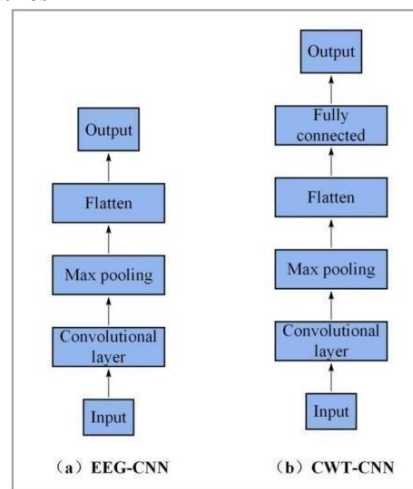 Output
Flatten
Max pooling
Convolutional
layer
Input
(a) EEG-CNN
Output
Fully
connected
Flatten
Max pooling
Convolutional
layer
Input
(b) CWT-CNN